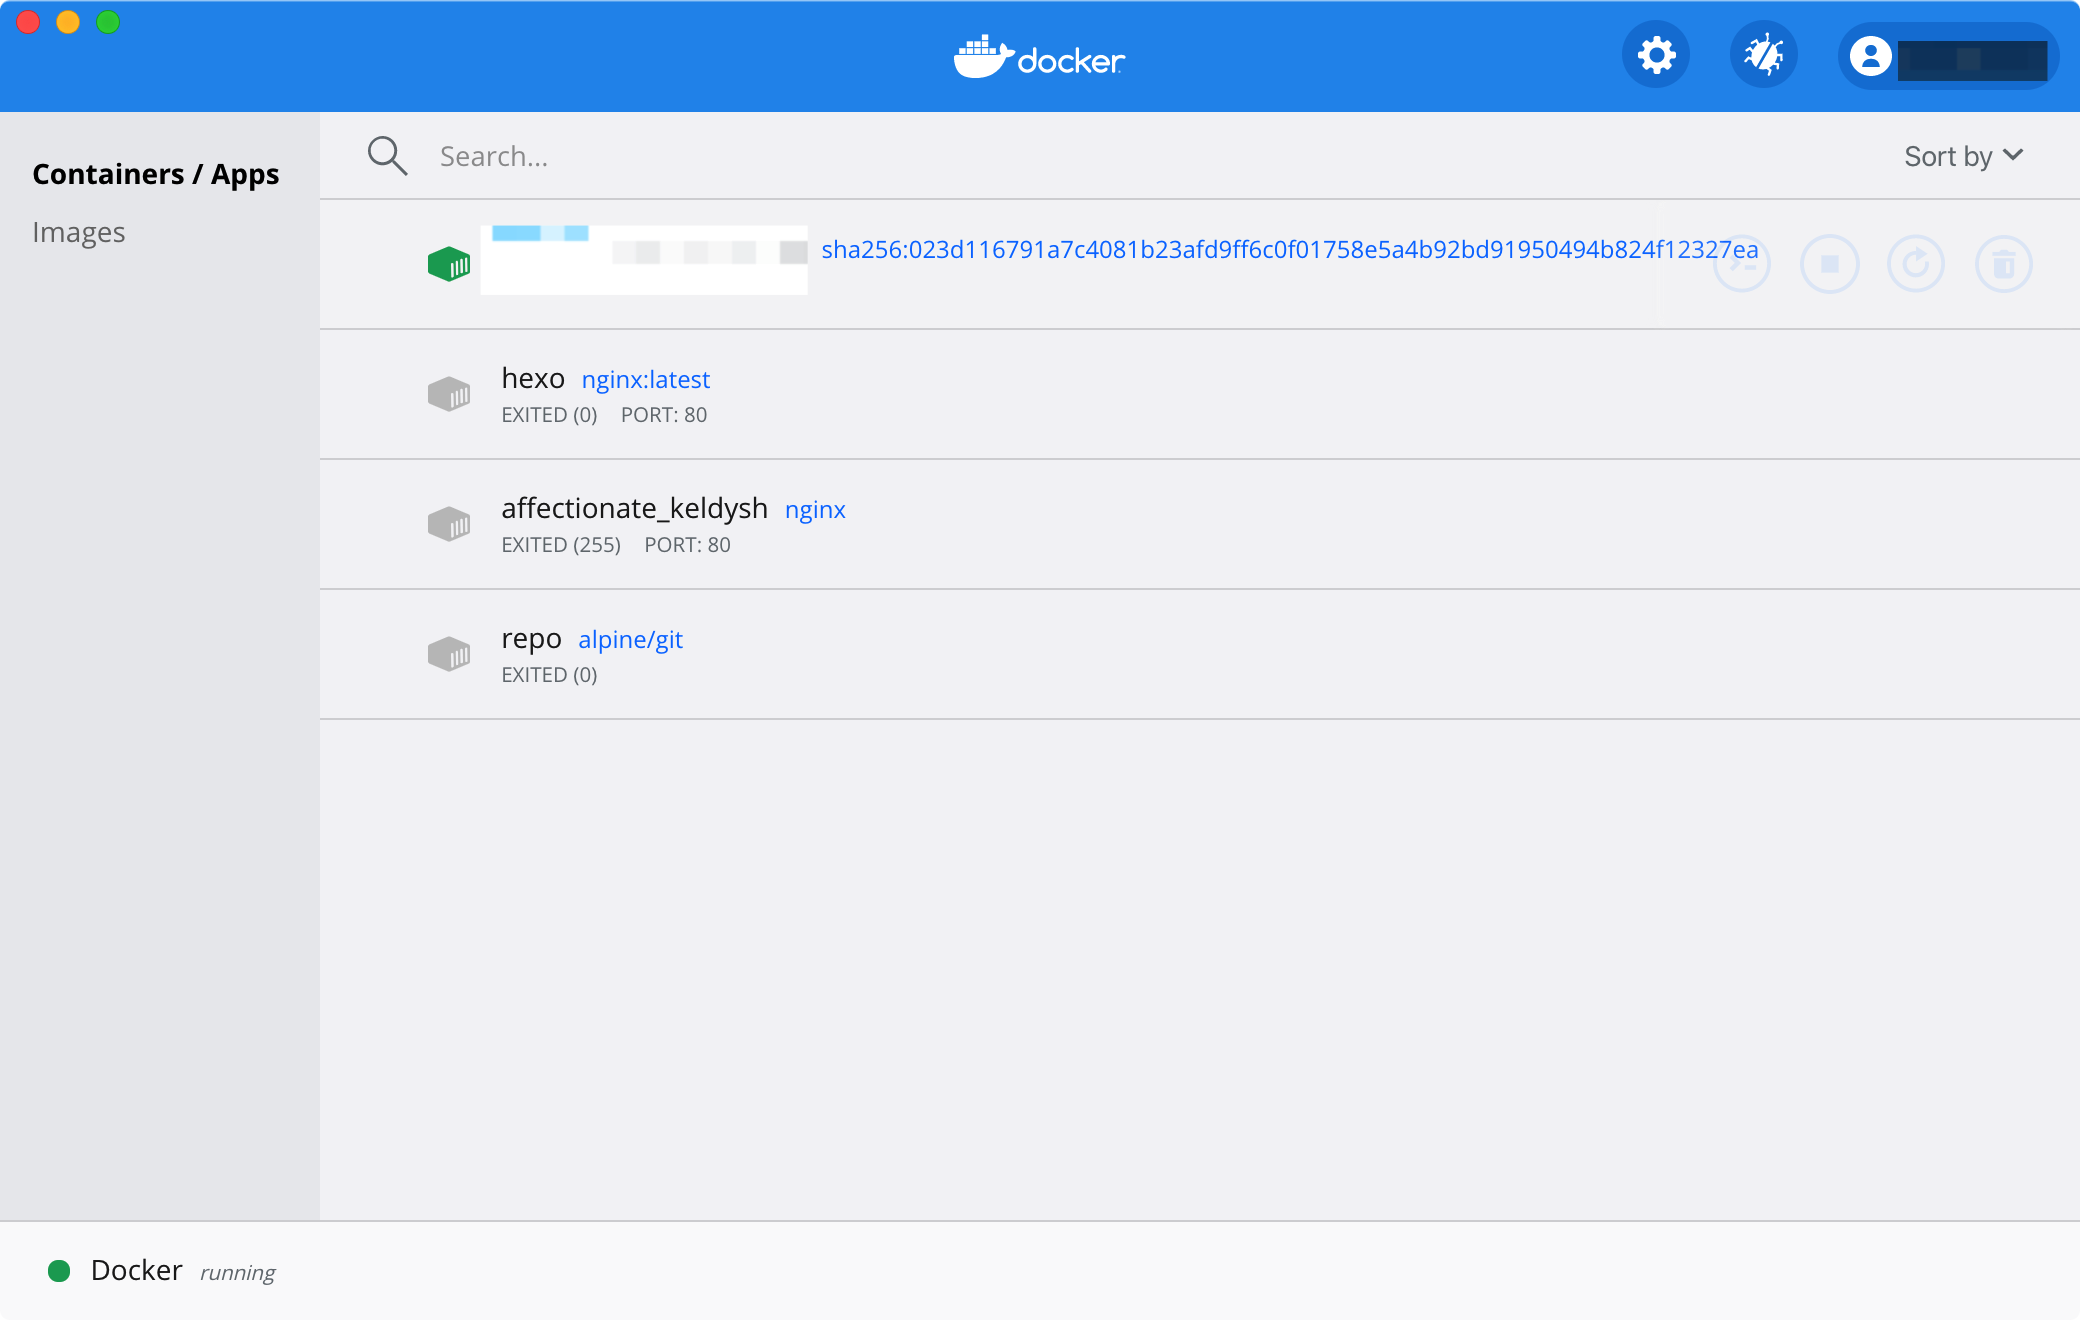 docker
Containers / Apps
Images
Search...
Sort by
sha256:023d116791a7c4081b23afd9ff6c0f01758e5a4b92bd91950494b824f12327ea
hexo nginx:latest
EXITED (0) PORT: 80
affectionate_keldysh nginx
EXITED (255) PORT: 80
repo alpine/git
EXITED (0)
Docker running